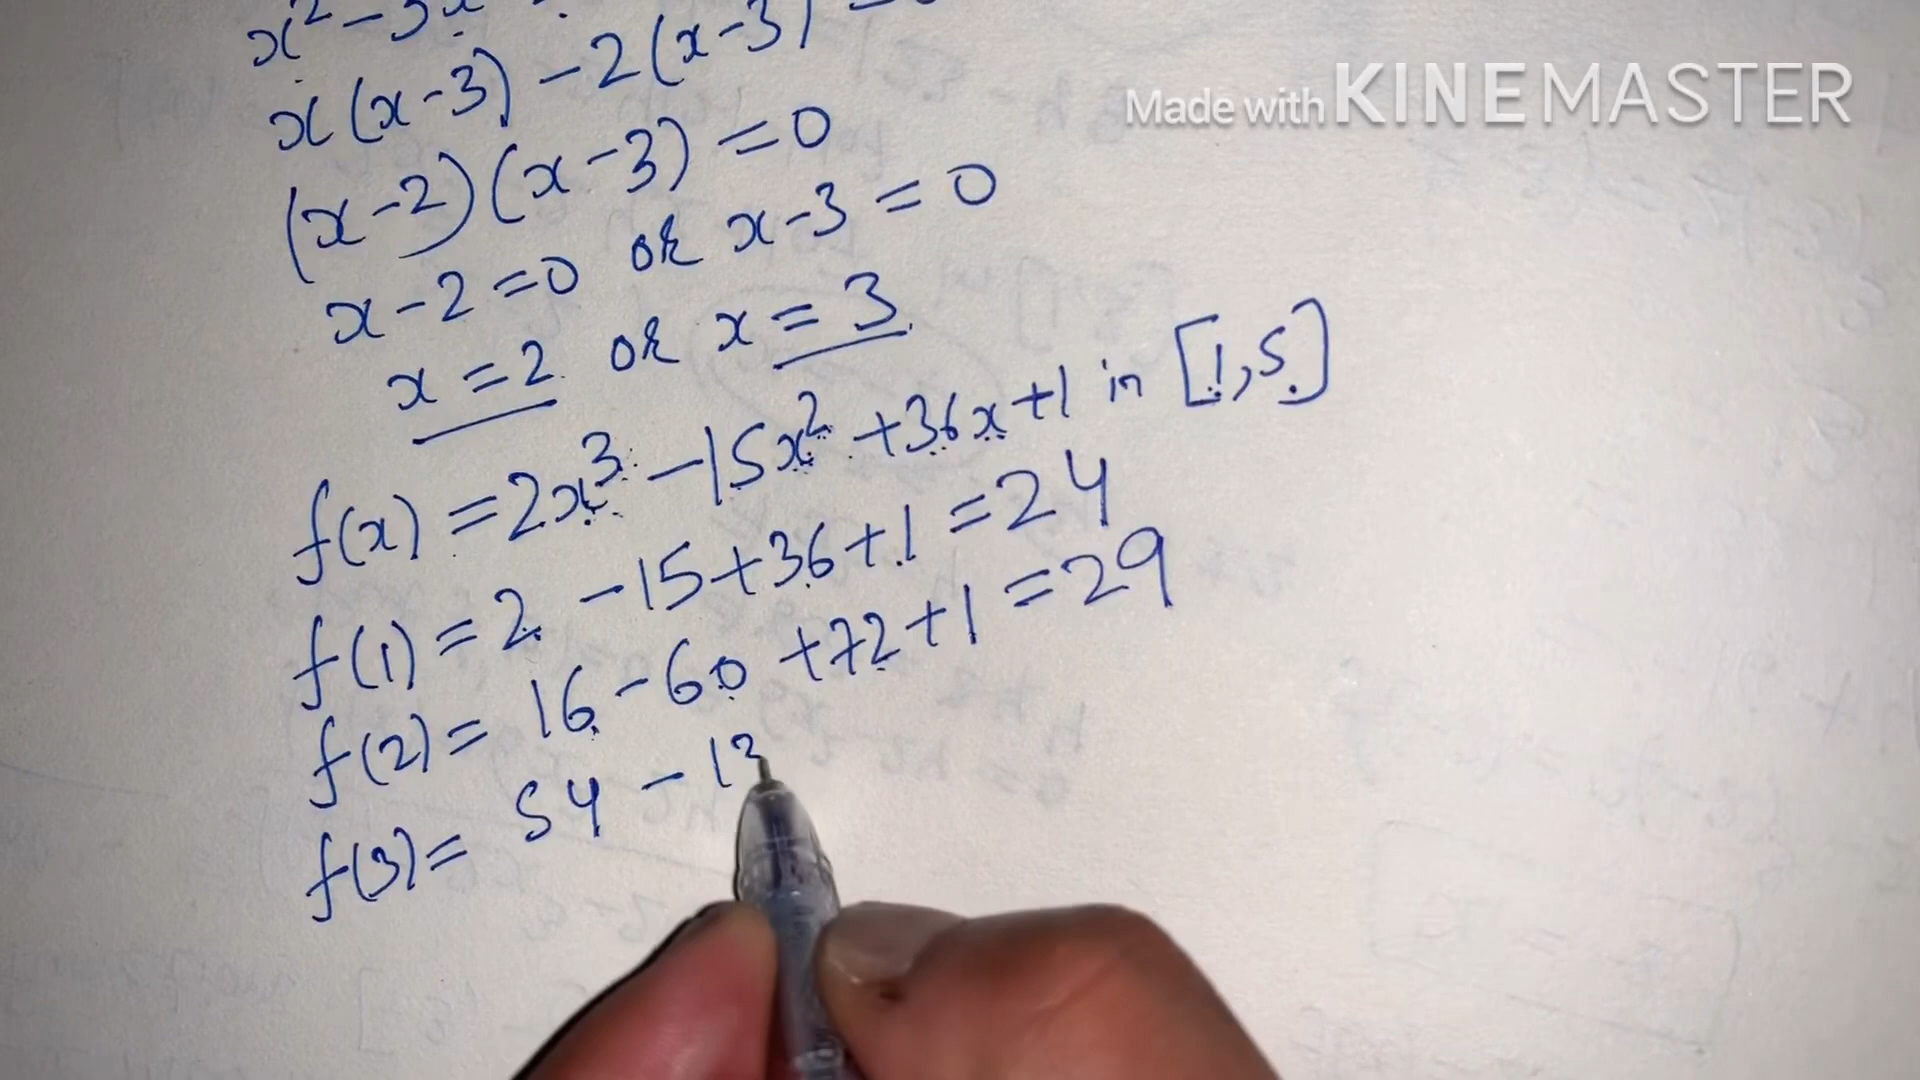 x² - 3x
x(x-3) - 2(x-3)
Made with KINEMASTER
(x-2)(x-3) = 0
x-2 = 0 or x-3 = 0
x = 2 or x = 3
f(x) = 2x³ - 15x² + 36x + 1 in [1, 5]
f(1) = 2 - 15 + 36 + 1 = 24
f(2) = 16 - 60 + 72 + 1 = 29
f(3) = 54 - 13